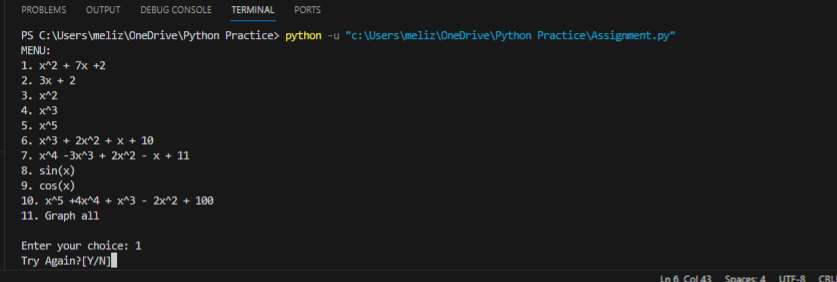 PROBLEMS OUTPUT DEBUG CONSOLE TERMINAL PORTS
PS C:\Users\meliz\OneDrive\Python Practice> python -u "c:\Users\meliz\OneDrive\Python Practice\Assignment.py"
MENU:
1. x^2 + 7x +2
2. 3x + 2
3. x^2
4. x^3
5. x^5
6. x^3 + 2x^2 + x + 10
7. x^4 -3x^3 + 2x^2 - x + 11
8. sin(x)
9. cos(x)
10. x^5 +4x^4 + x^3 - 2x^2 + 100
11. Graph all
Enter your choice: 1
Try Again?[Y/N]
Ln 6, Col 43 Spaces: 4 UTF-8